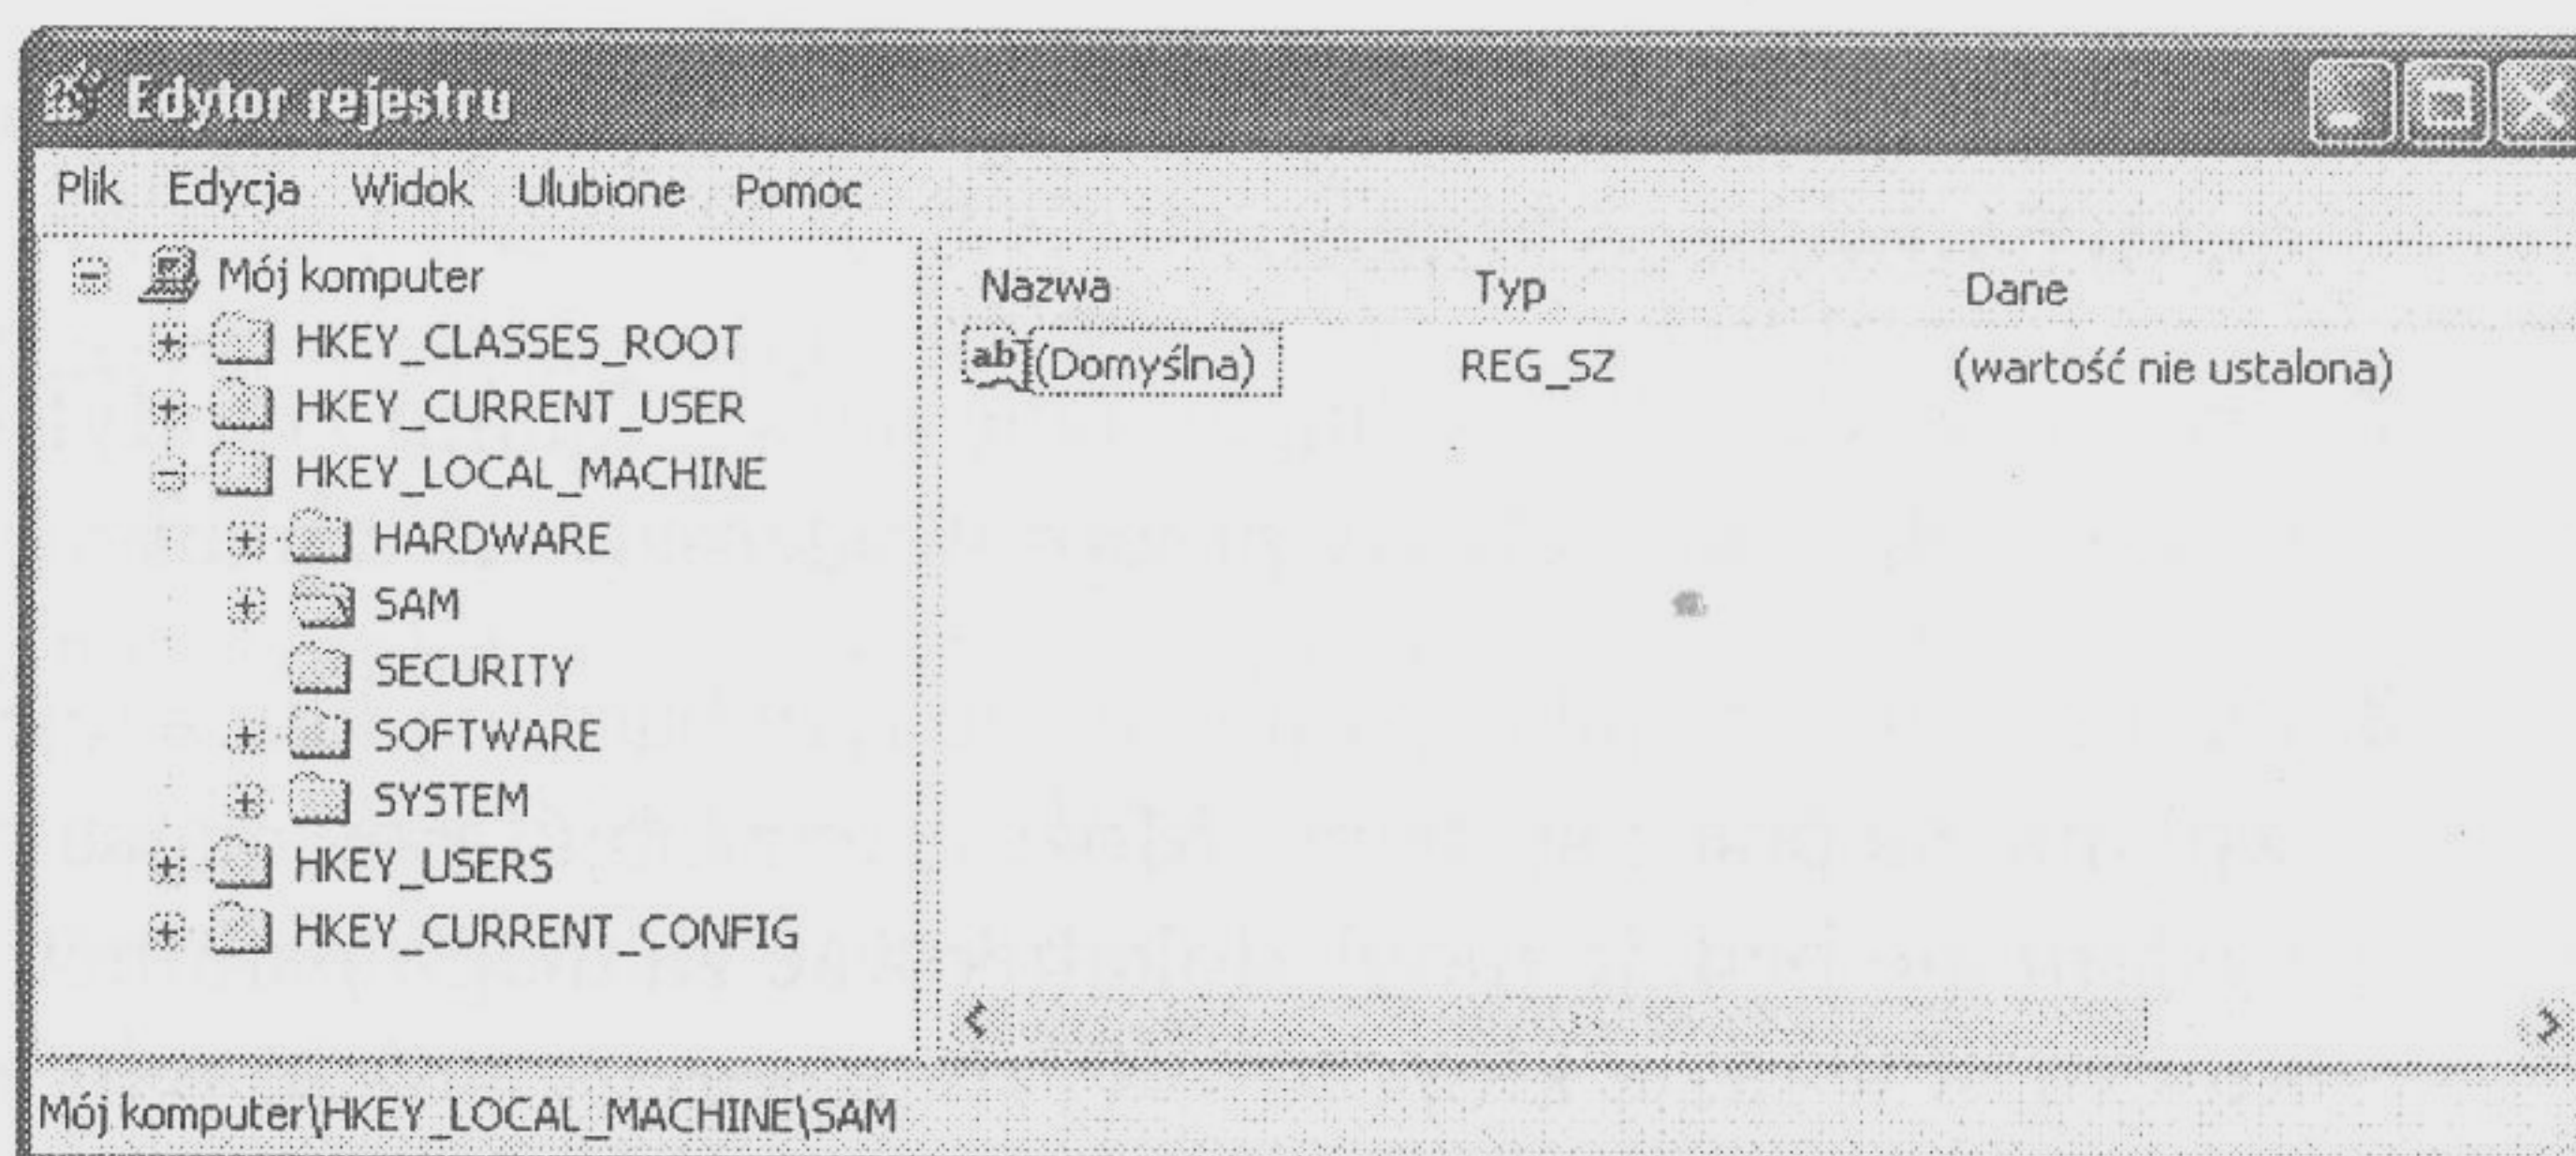 Edytor rejestru
Plik Edycja Widok Ulubione Pomoc
Mój komputer
HKEY_CLASSES_ROOT
HKEY_CURRENT_USER
HKEY_LOCAL_MACHINE
HARDWARE
SAM
SECURITY
SOFTWARE
SYSTEM
HKEY_USERS
HKEY_CURRENT_CONFIG
Nazwa Typ Dane
ab (Domyślna) REG_SZ (wartość nie ustalona)
Mój komputer\HKEY_LOCAL_MACHINE\SAM